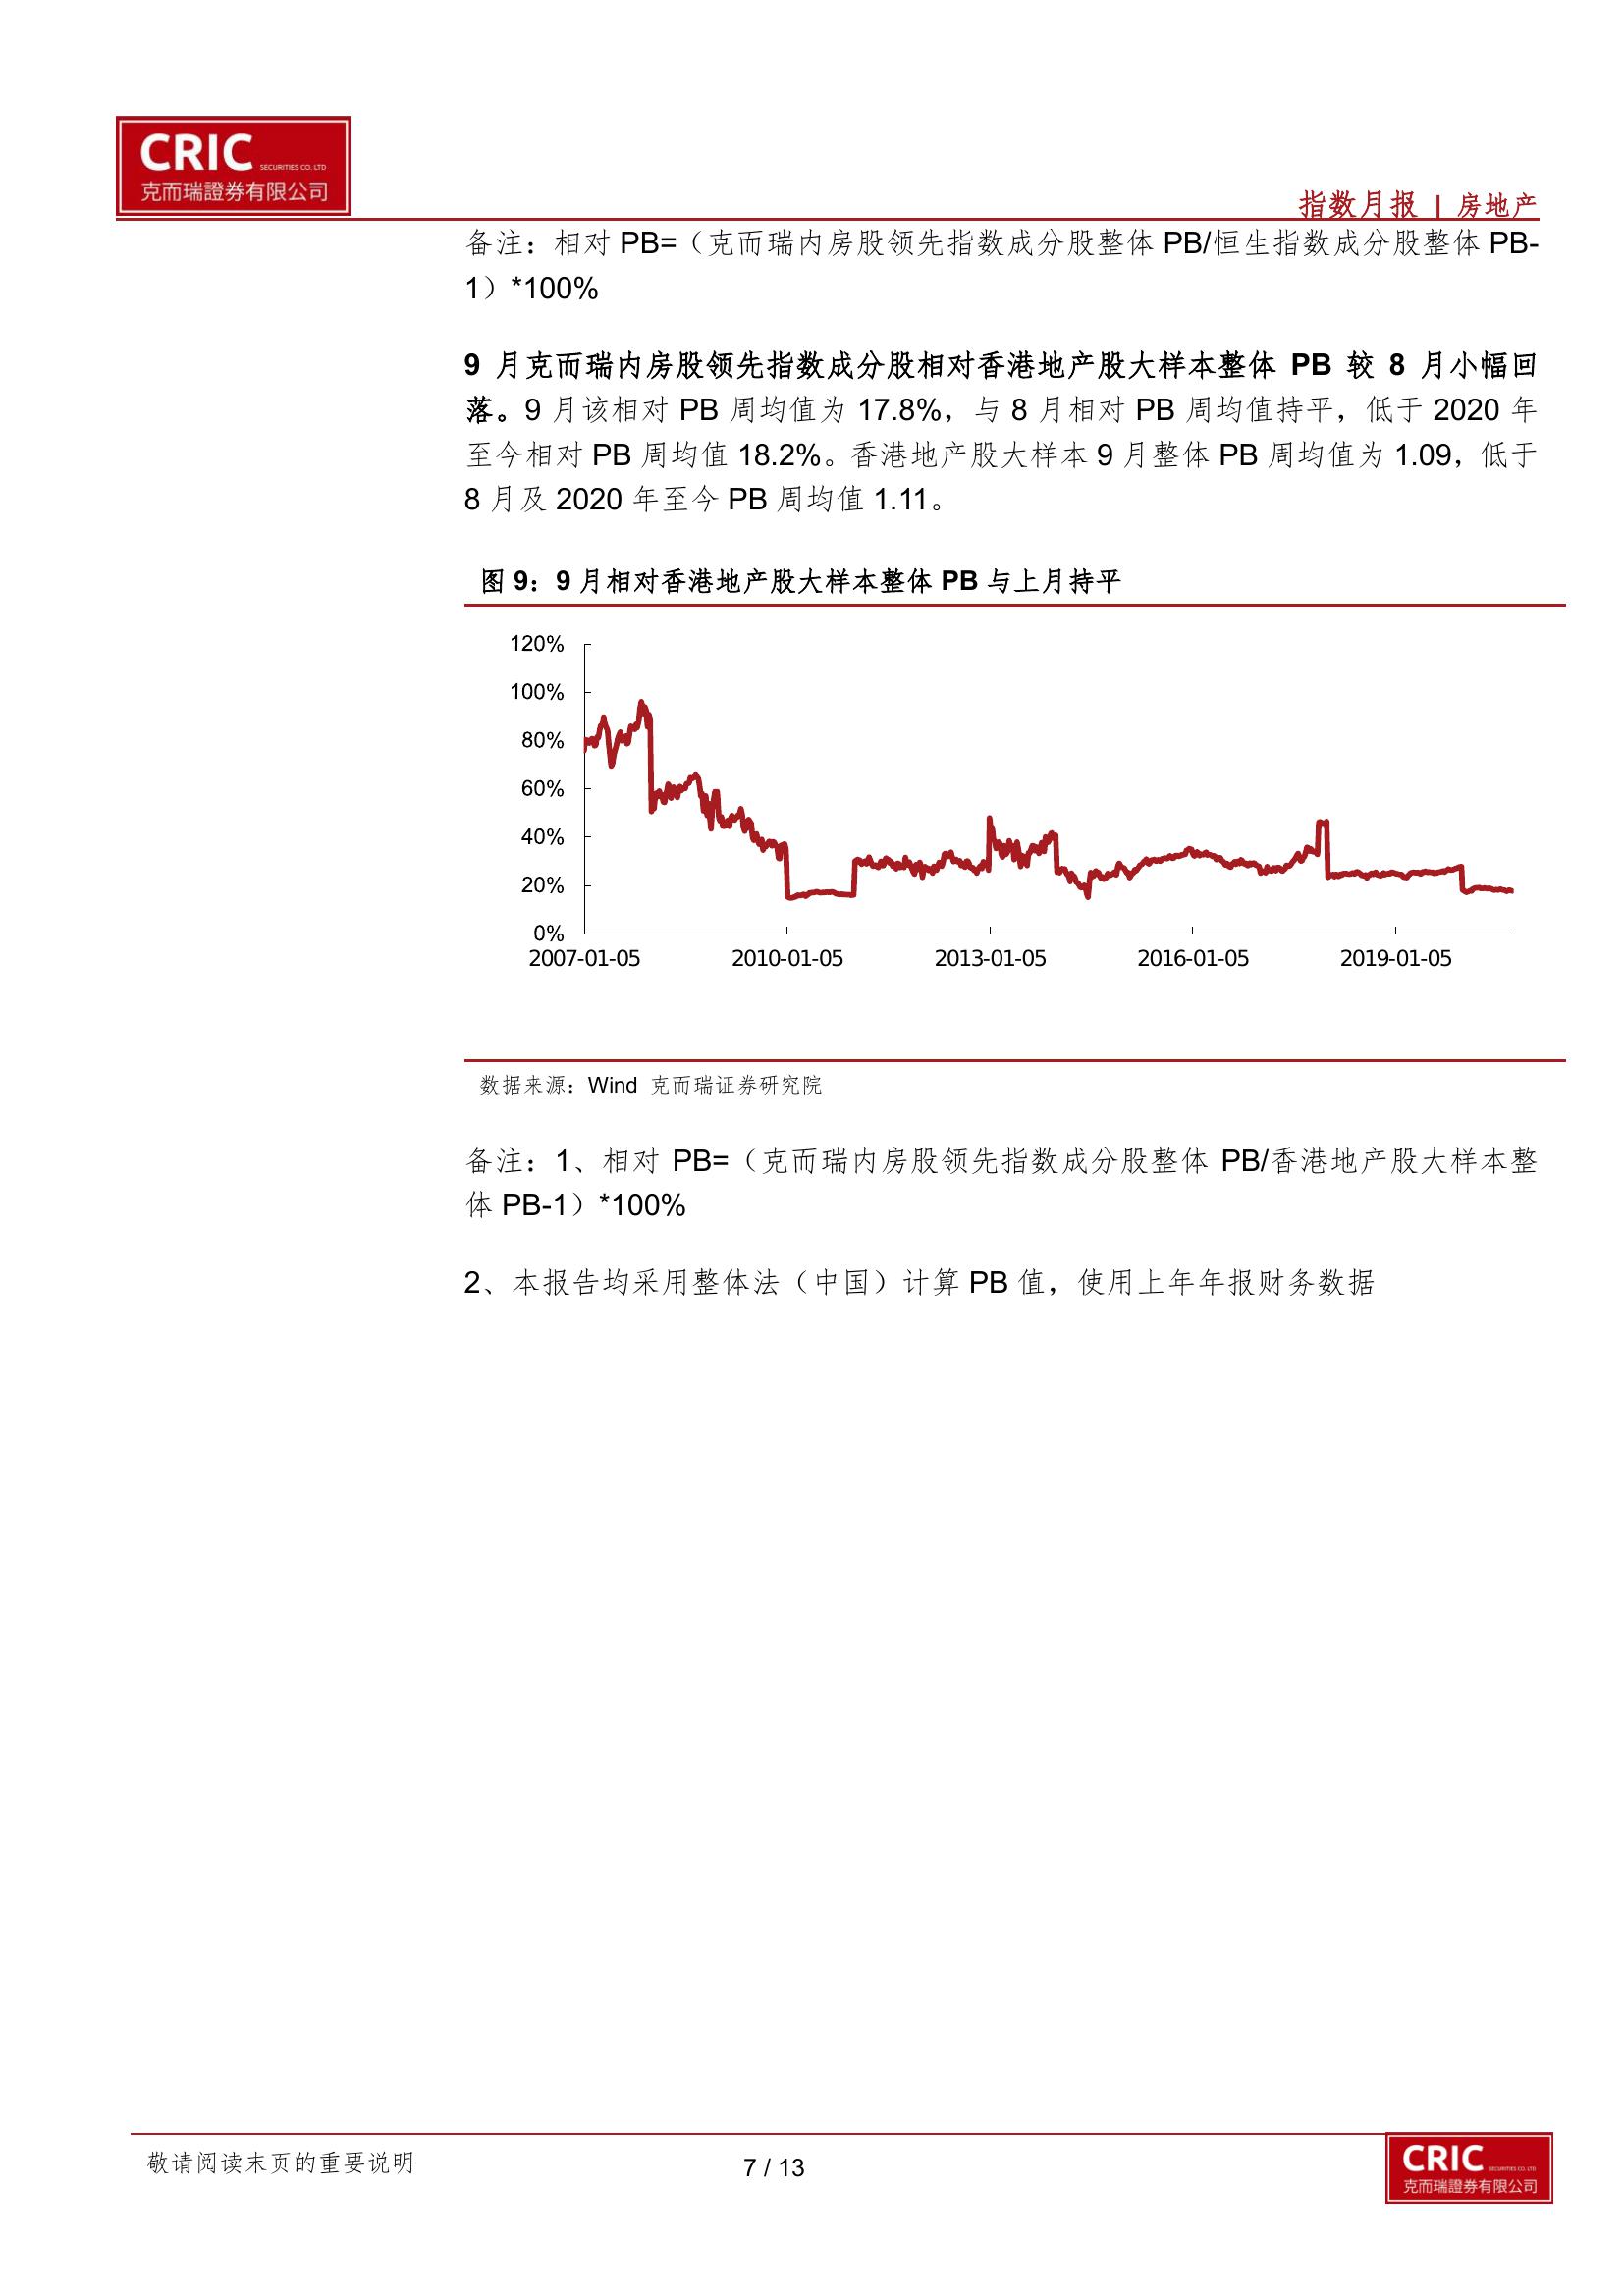 CRIC SECURITIES CO. LTD
克而瑞證券有限公司
指数月报 | 房地产
备注：相对 PB=（克而瑞内房股领先指数成分股整体 PB/恒生指数成分股整体 PB-
1）*100%
9 月克而瑞内房股领先指数成分股相对香港地产股大样本整体 PB 较 8 月小幅回
落。9 月该相对 PB 周均值为 17.8%，与 8 月相对 PB 周均值持平，低于 2020 年
至今相对 PB 周均值 18.2%。香港地产股大样本 9 月整体 PB 周均值为 1.09，低于
8 月及 2020 年至今 PB 周均值 1.11。
图 9：9 月相对香港地产股大样本整体 PB 与上月持平
120%
100%
80%
60%
40%
20%
0%
2007-01-05 2010-01-05 2013-01-05 2016-01-05 2019-01-05
数据来源：Wind 克而瑞证券研究院
备注：1、相对 PB=（克而瑞内房股领先指数成分股整体 PB/香港地产股大样本整
体 PB-1）*100%
2、本报告均采用整体法（中国）计算 PB 值，使用上年年报财务数据
敬请阅读末页的重要说明
7 / 13
CRIC SECURITIES CO. LTD
克而瑞證券有限公司